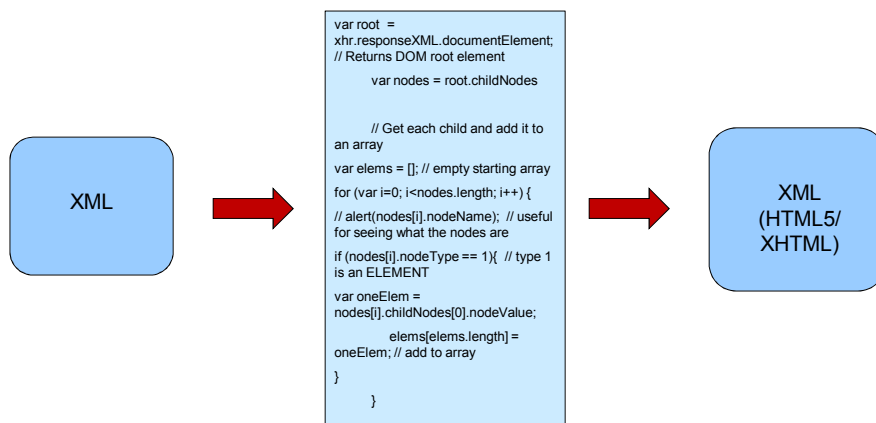 XML
var root =
xhr.responseXML.documentElement;
// Returns DOM root element
var nodes = root.childNodes
// Get each child and add it to
an array
var elems = []; // empty starting array
for (var i=0; i<nodes.length; i++) {
// alert(nodes[i].nodeName); // useful
for seeing what the nodes are
if (nodes[i].nodeType == 1){ // type 1
is an ELEMENT
var oneElem =
nodes[i].childNodes[0].nodeValue;
elems[elems.length] =
oneElem; // add to array
}
}
XML
(HTML5/
XHTML)